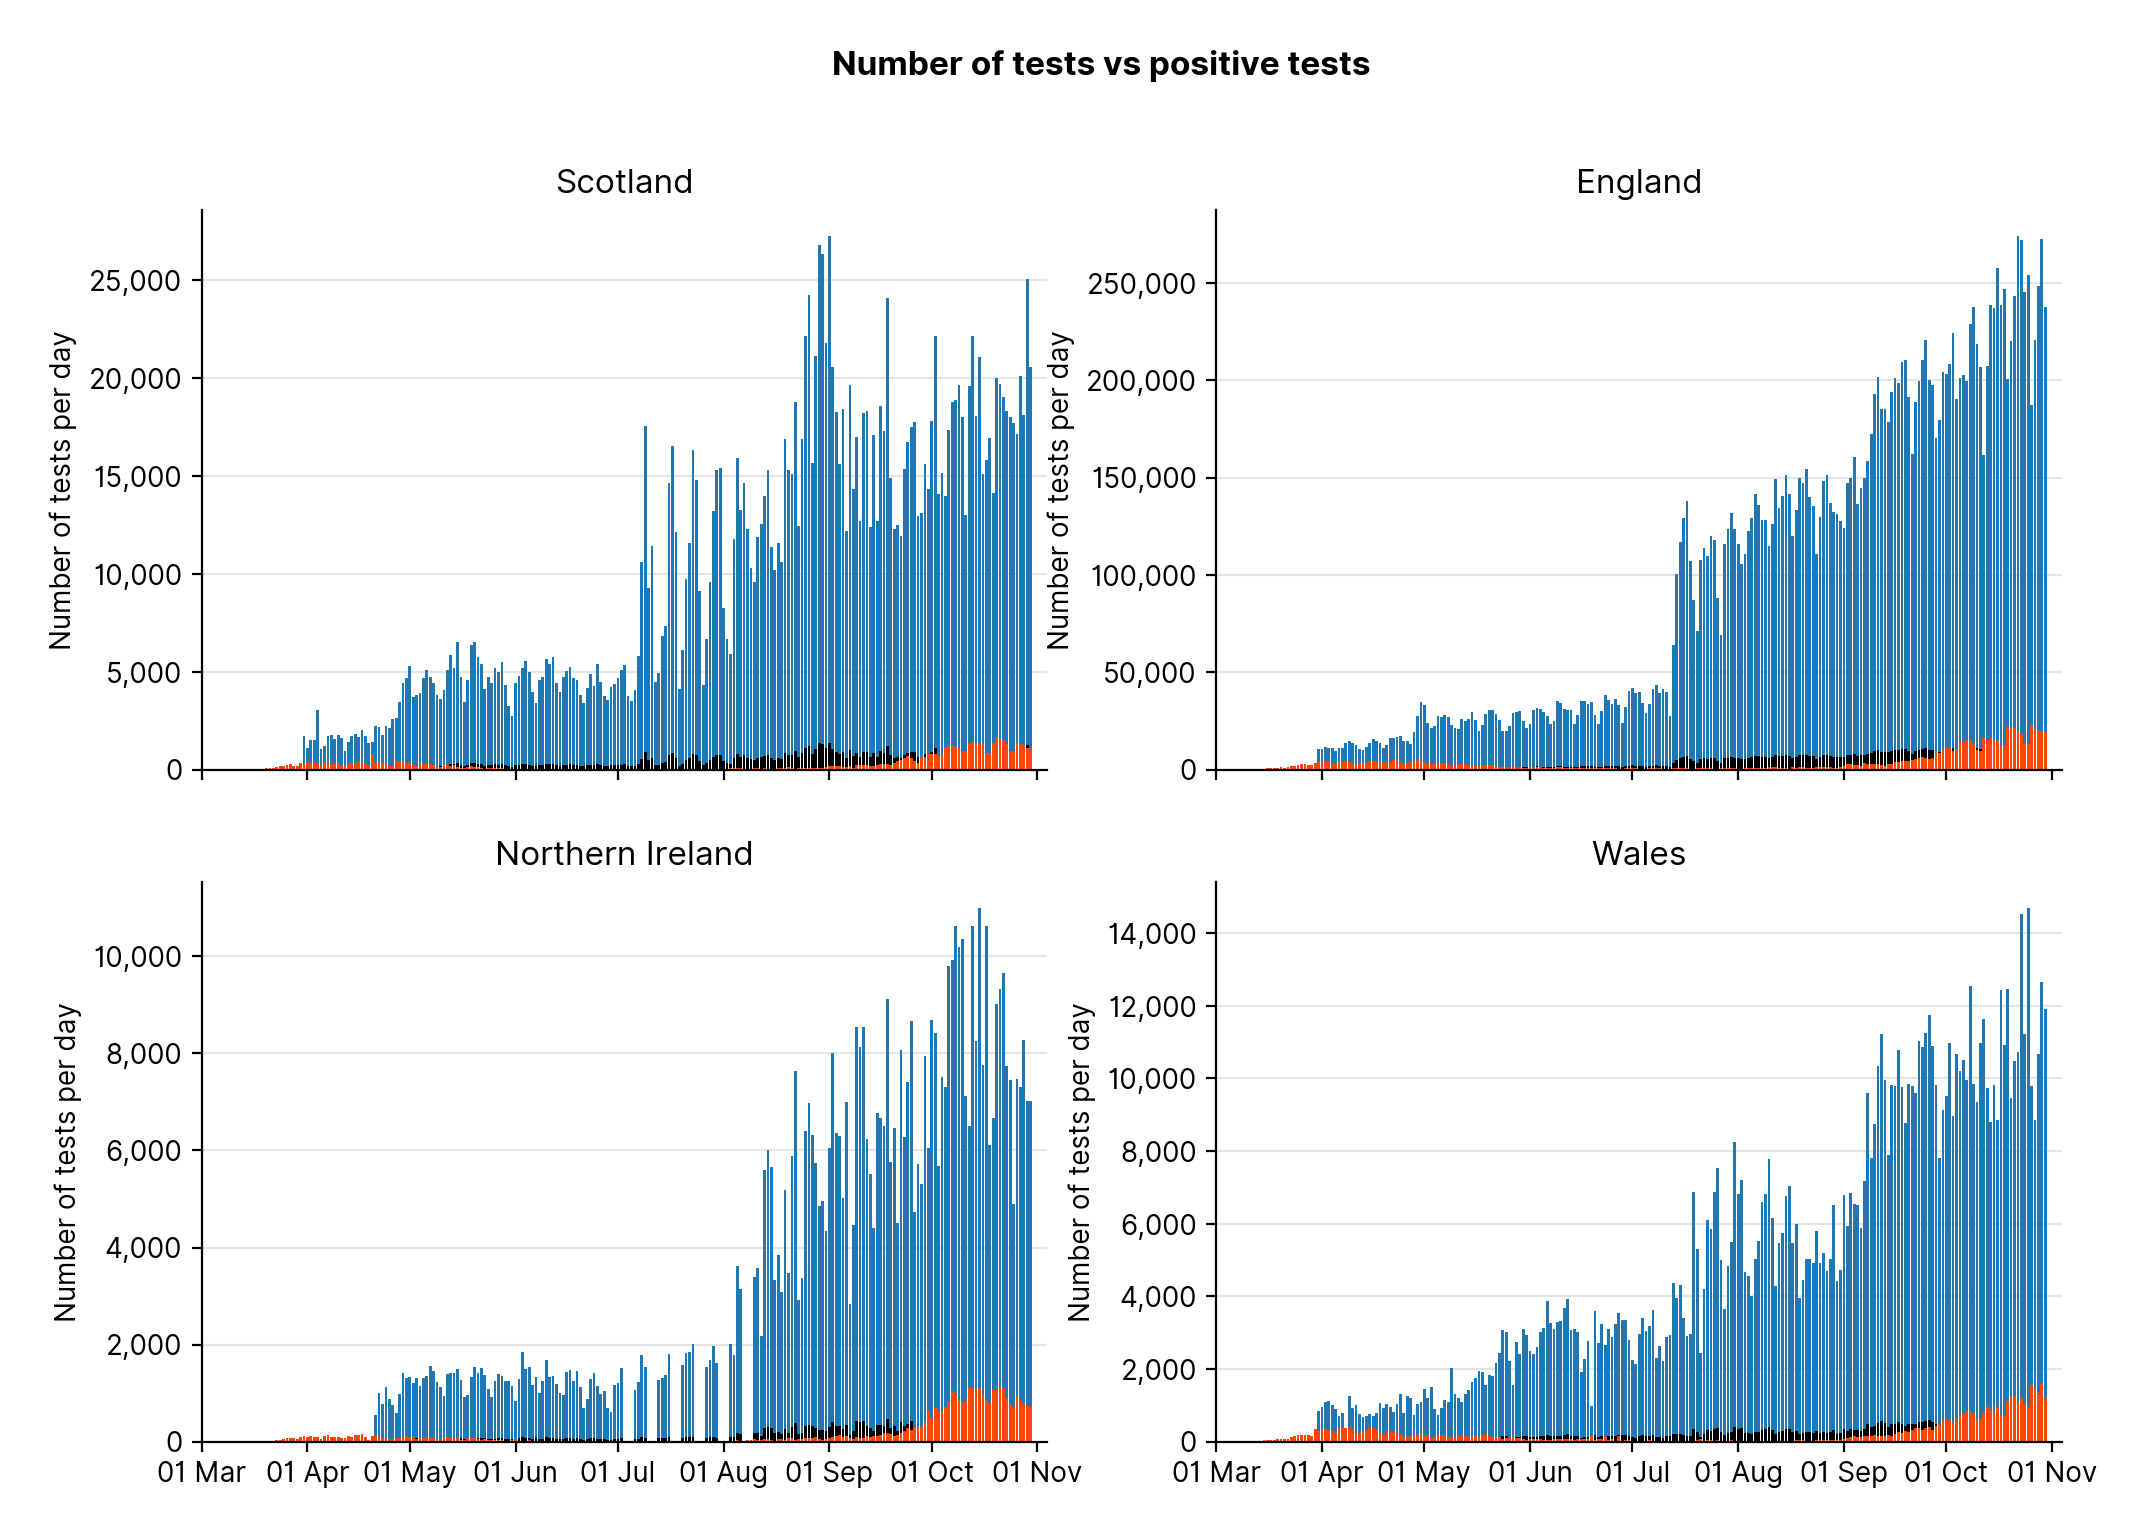 Number of tests vs positive tests
Scotland
Number of tests per day
25,000
20,000
15,000
10,000
5,000
0
England
Number of tests per day
250,000
200,000
150,000
100,000
50,000
0
Northern Ireland
Number of tests per day
10,000
8,000
6,000
4,000
2,000
0
01 Mar 01 Apr 01 May 01 Jun 01 Jul 01 Aug 01 Sep 01 Oct 01 Nov
Wales
Number of tests per day
14,000
12,000
10,000
8,000
6,000
4,000
2,000
0
01 Mar 01 Apr 01 May 01 Jun 01 Jul 01 Aug 01 Sep 01 Oct 01 Nov